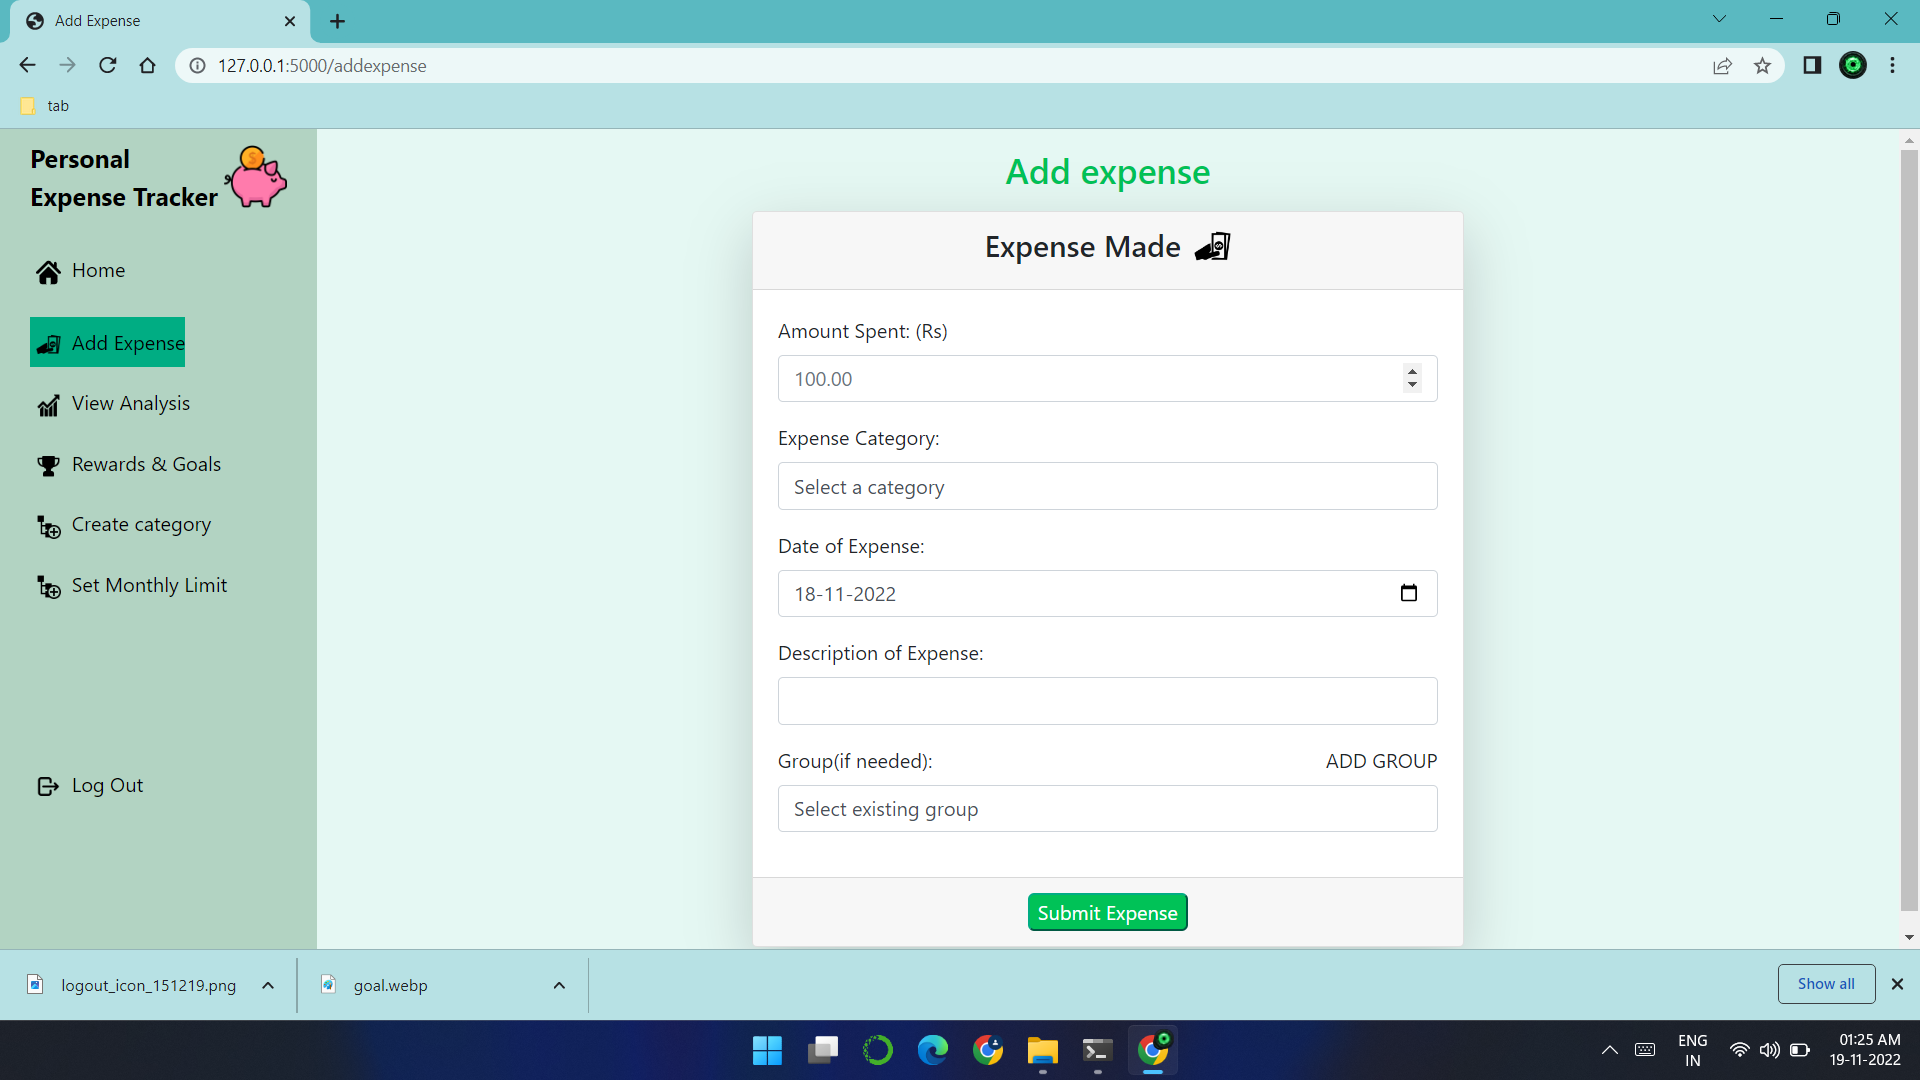 Add Expense
127.0.0.1:5000/addexpense
tab
Personal
Expense Tracker
Home
Add Expense
View Analysis
Rewards & Goals
Create category
Set Monthly Limit
Log Out
Add expense
Expense Made
Amount Spent: (Rs)
100.00
Expense Category:
Select a category
Date of Expense:
18-11-2022
Description of Expense:
Group(if needed): ADD GROUP
Select existing group
Submit Expense
logout_icon_151219.png
goal.webp
Show all
ENG
IN
01:25 AM
19-11-2022